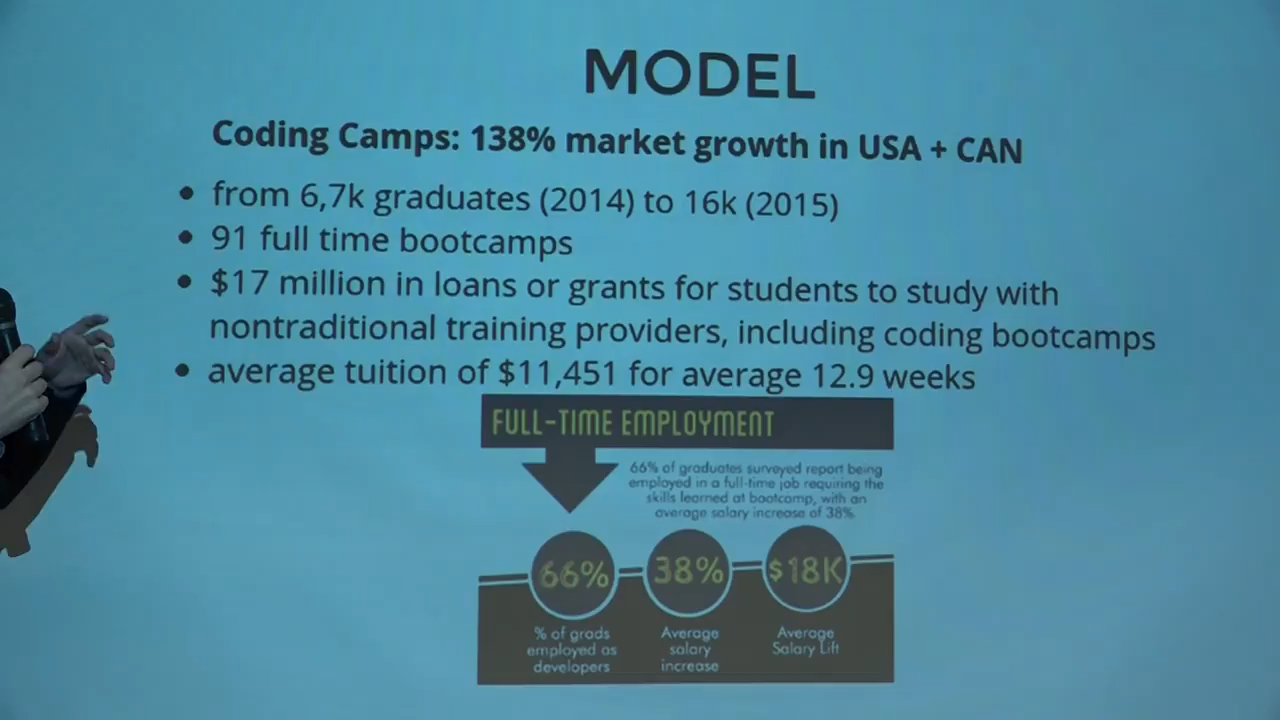 MODEL
Coding Camps: 138% market growth in USA + CAN
• from 6,7k graduates (2014) to 16k (2015)
• 91 full time bootcamps
• $17 million in loans or grants for students to study with
nontraditional training providers, including coding bootcamps
• average tuition of $11,451 for average 12.9 weeks
FULL-TIME EMPLOYMENT
66% of graduates surveyed report being
employed in a full-time job requiring the
skills learned at bootcamp, with an
average salary increase of 38%
66%
% of grads
employed as
developers
38%
Average
salary
increase
$18K
Average
Salary Lift